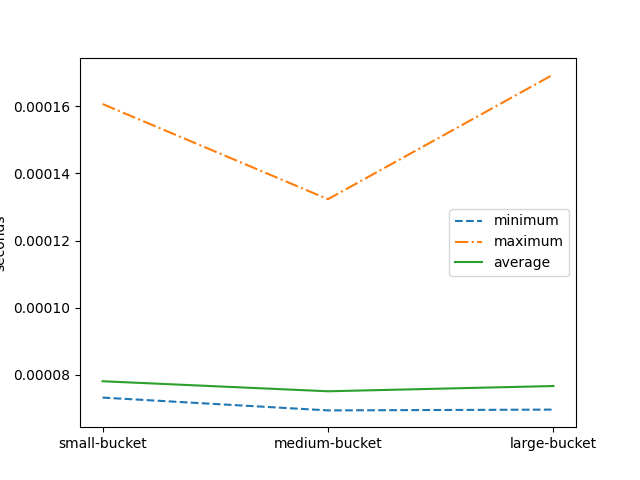 0.00016
0.00014
0.00012
0.00010
0.00008
seconds
minimum
maximum
average
small-bucket
medium-bucket
large-bucket